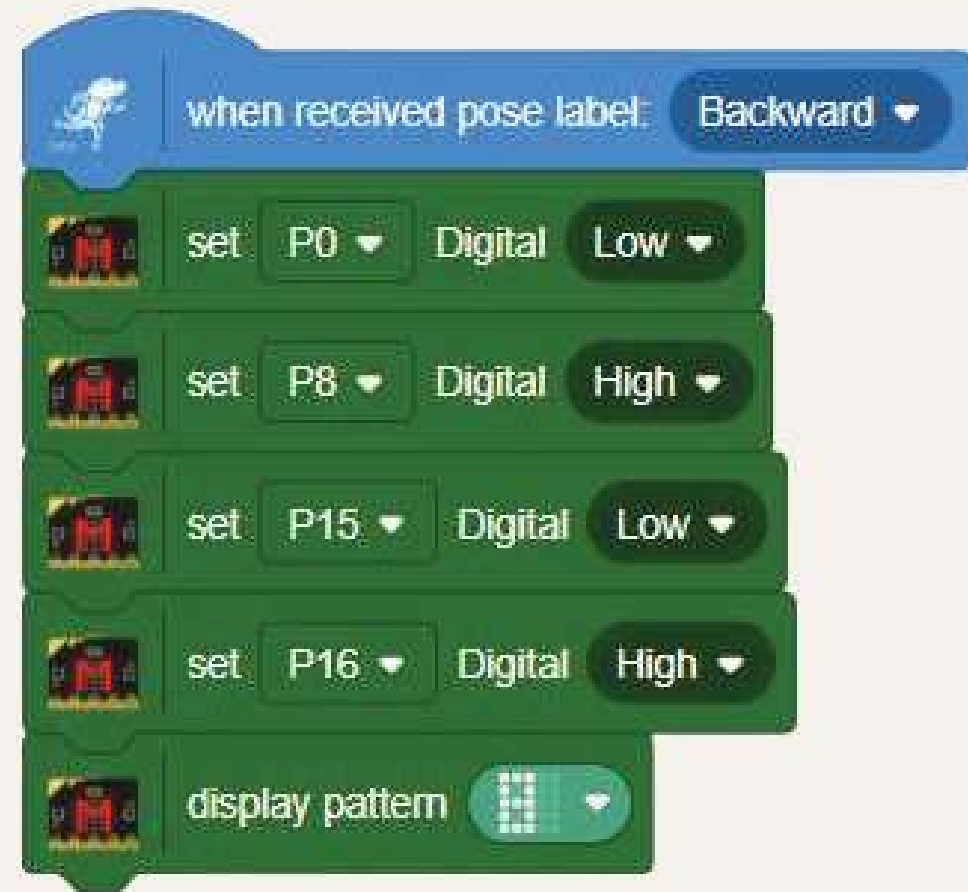 when received pose label: Backward
set P0 Digital Low
set P8 Digital High
set P15 Digital Low
set P16 Digital High
display pattern